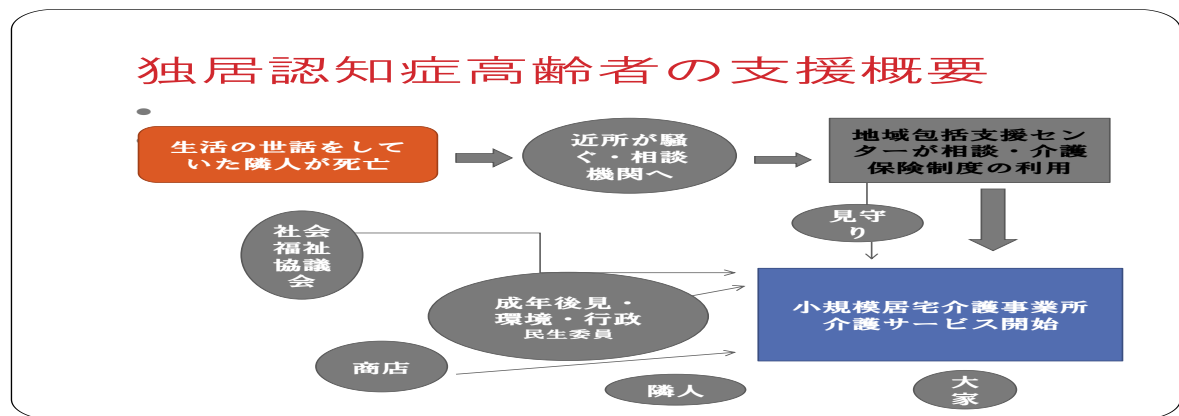 独居認知症高齢者の支援概要
生活の世話をして
いた隣人が死亡
近所が騒
ぐ・相談
機関へ
地域包括支援セン
ターが相談・介護
保険制度の利用
見守
り
社会
福祉
協議
会
成年後見・
環境・行政
民生委員
小規模居宅介護事業所
介護サービス開始
商店
隣人
大
家